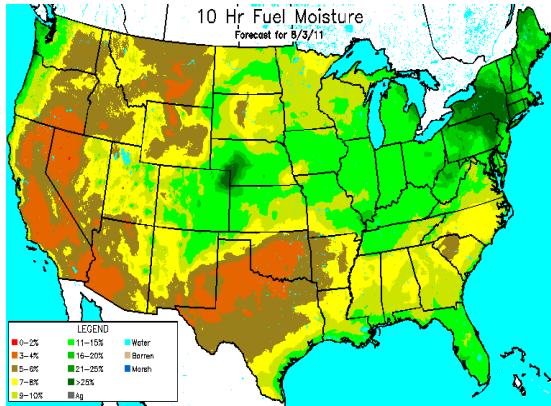 10 Hr Fuel Moisture
Forecast for 8/3/11
LEGEND
0-2% 11-15% Water
3-4% 16-20% Barren
5-6% 21-25% Marsh
7-8% >25%
9-10% Ag